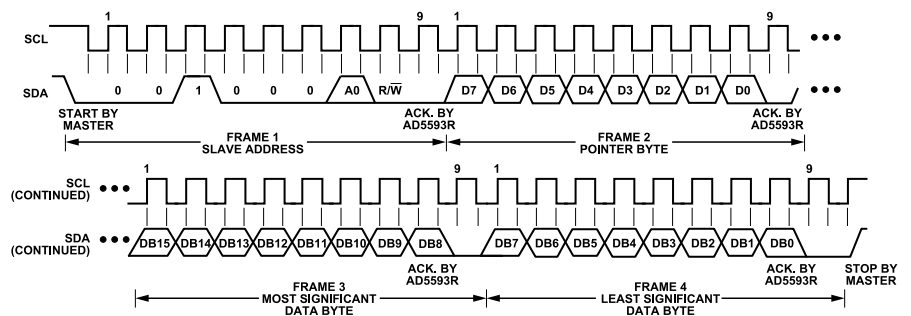 1 9 1 9
SCL
SDA 0 0 1 0 0 0 A0 R/W D7 D6 D5 D4 D3 D2 D1 D0
START BY MASTER
ACK. BY AD5593R
ACK. BY AD5593R
FRAME 1
SLAVE ADDRESS
FRAME 2
POINTER BYTE
1 9 1 9
SCL
(CONTINUED)
SDA
(CONTINUED)
DB15 DB14 DB13 DB12 DB11 DB10 DB9 DB8 DB7 DB6 DB5 DB4 DB3 DB2 DB1 DB0
ACK. BY
AD5593R
ACK. BY
AD5593R
STOP BY
MASTER
FRAME 3
MOST SIGNIFICANT
DATA BYTE
FRAME 4
LEAST SIGNIFICANT
DATA BYTE